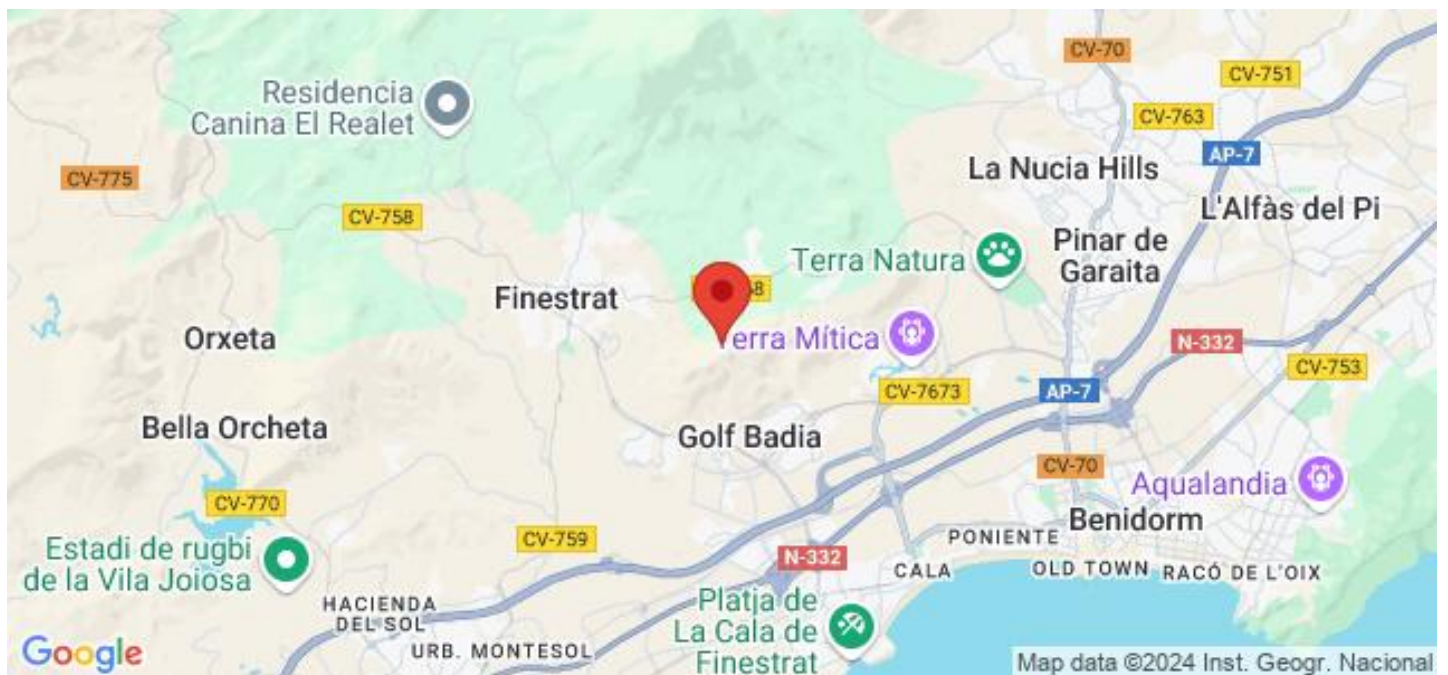 CV-70
CV-751
Residencia
Canina El Realet
CV-763
AP-7
La Nucia Hills
CV-775
L'Alfàs del Pi
CV-758
Pinar de
Garaita
Terra Natura
Finestrat
8
Orxeta
Terra Mítica
N-332
CV-753
CV-7673
AP-7
Bella Orcheta
Golf Badia
CV-70
Aqualandia
CV-770
Benidorm
CV-759
PONIENTE
Estadi de rugbi
de la Vila Joiosa
N-332
CALA
OLD TOWN
RACÓ DE L'OIX
HACIENDA
DEL SOL
Platja de
La Cala de
Finestrat
URB. MONTESOL
Google
Map data ©2024 Inst. Geogr. Nacional